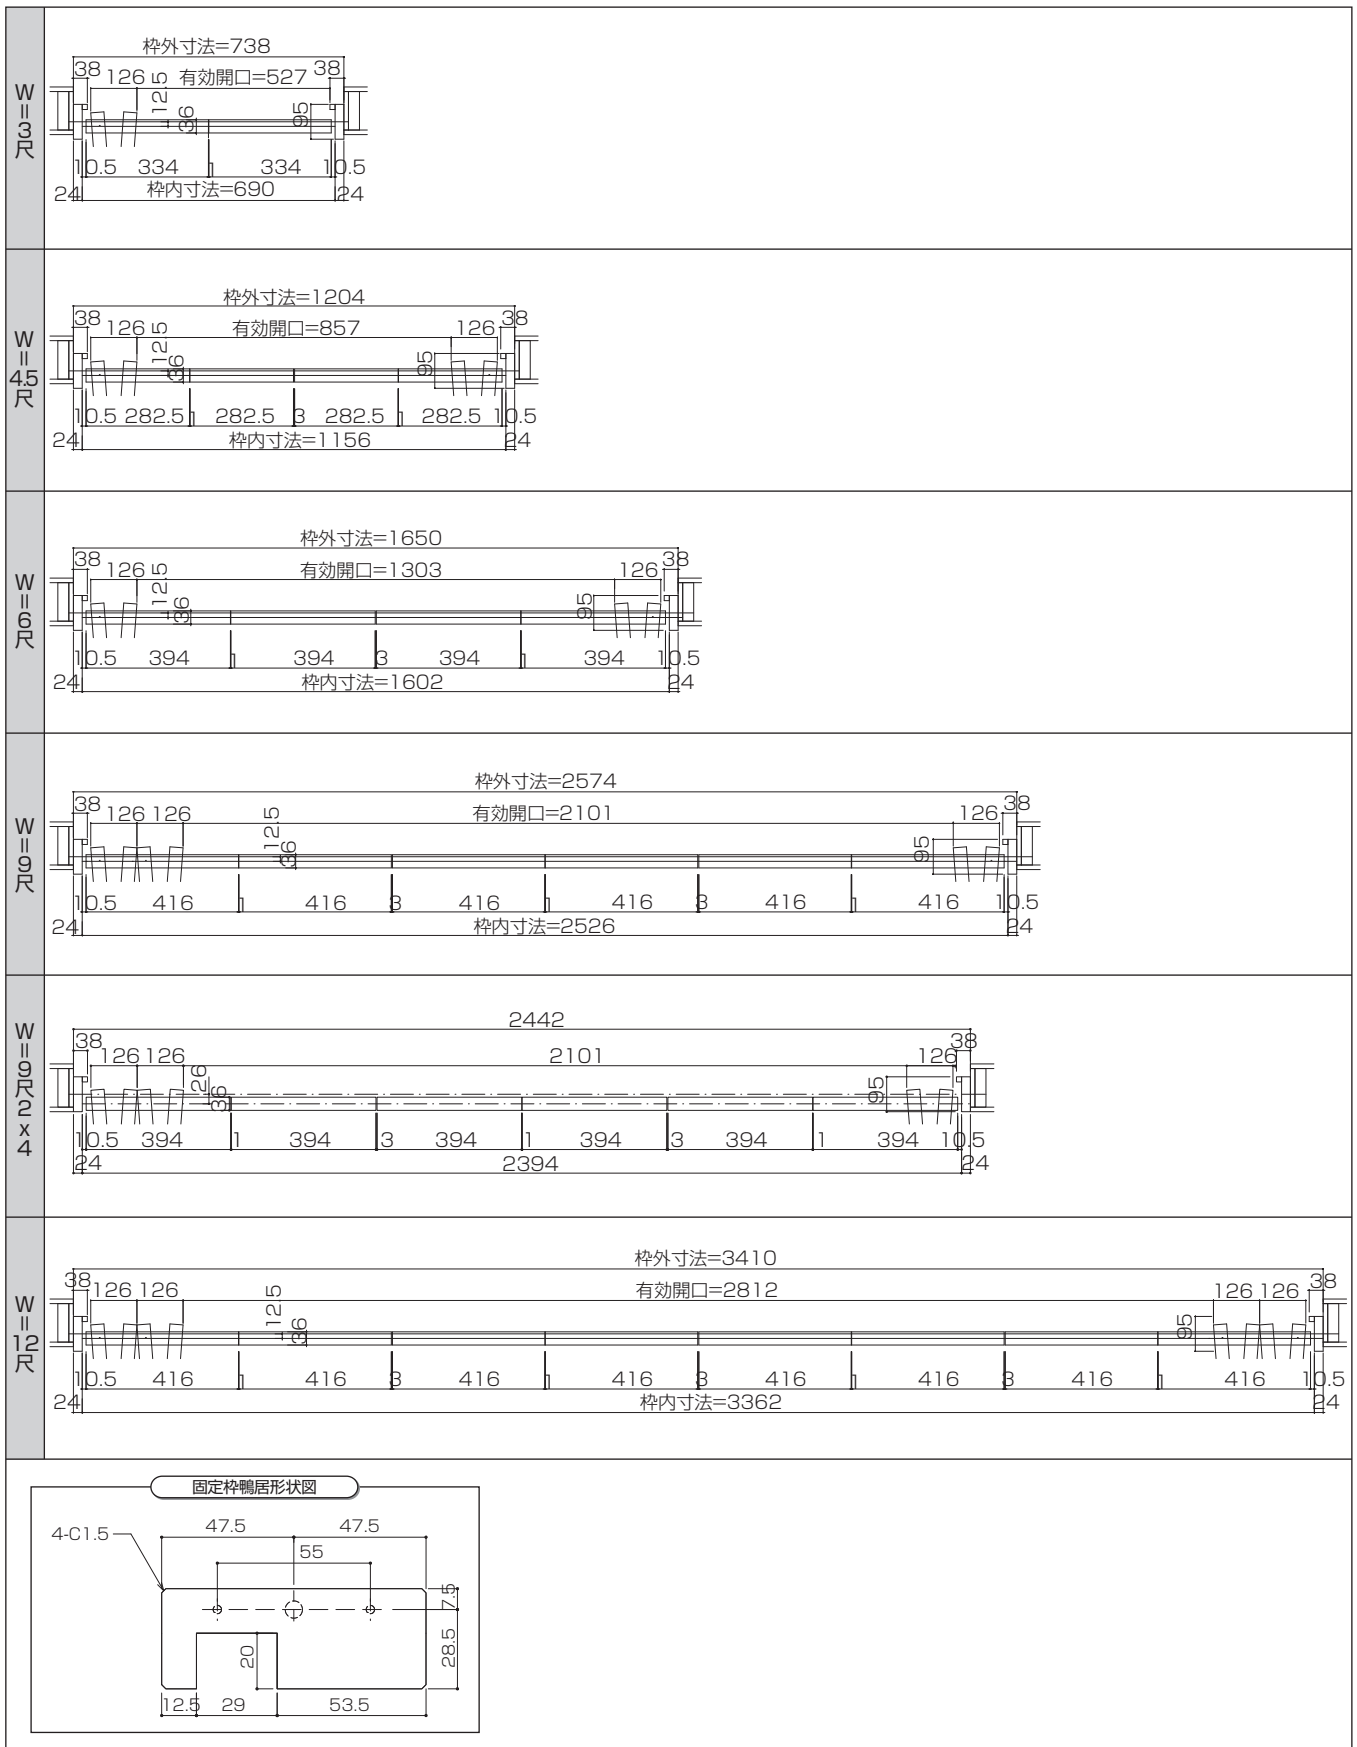 W=3尺
枠外寸法=738
38 126 12.5 有効開口=527 38
36 95
10.5 334 1 334 10.5
24 枠内寸法=690 24
W=4.5尺
枠外寸法=1204
38 126 12.5 有効開口=857 126 38
36 95
10.5 282.5 1 282.5 3 282.5 1 282.5 10.5
24 枠内寸法=1156 24
W=6尺
枠外寸法=1650
38 126 12.5 有効開口=1303 126 38
36 95
10.5 394 1 394 3 394 1 394 10.5
24 枠内寸法=1602 24
W=9尺
枠外寸法=2574
38 126 126 12.5 有効開口=2101 126 38
36 95
10.5 416 1 416 3 416 1 416 3 416 1 416 10.5
24 枠内寸法=2526 24
W=9尺2x4
2442
38 126 126 26 2101 126 38
36 95
10.5 394 1 394 3 394 1 394 3 394 1 394 10.5
24 2394 24
W=12尺
枠外寸法=3410
38 126 126 12.5 有効開口=2812 126 126 38
36 95
10.5 416 1 416 3 416 1 416 3 416 1 416 3 416 1 416 10.5
24 枠内寸法=3362 24
固定枠鴨居形状図
4-C1.5 47.5 47.5
55
7.5
20 28.5
12.5 29 53.5